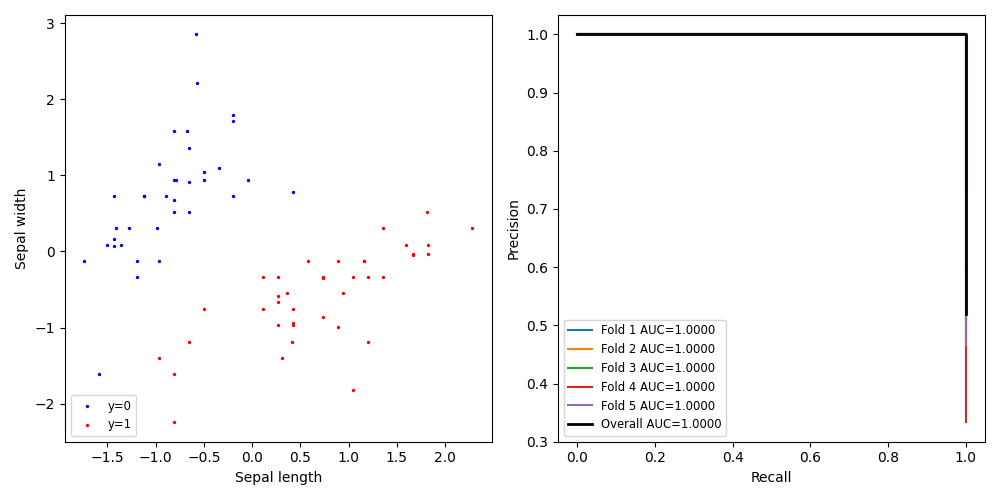 3
2
1
0
−1
−2
Sepal width
−1.5 −1.0 −0.5 0.0 0.5 1.0 1.5 2.0
Sepal length
y=0
y=1
1.0
0.9
0.8
0.7
0.6
0.5
0.4
0.3
Precision
0.0 0.2 0.4 0.6 0.8 1.0
Recall
Fold 1 AUC=1.0000
Fold 2 AUC=1.0000
Fold 3 AUC=1.0000
Fold 4 AUC=1.0000
Fold 5 AUC=1.0000
Overall AUC=1.0000